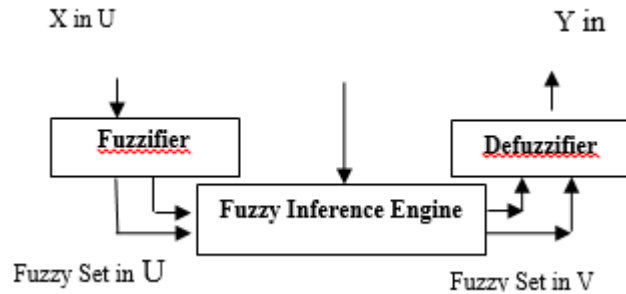 X in U
Y in
Fuzzifier
Defuzzifier
Fuzzy Inference Engine
Fuzzy Set in U
Fuzzy Set in V